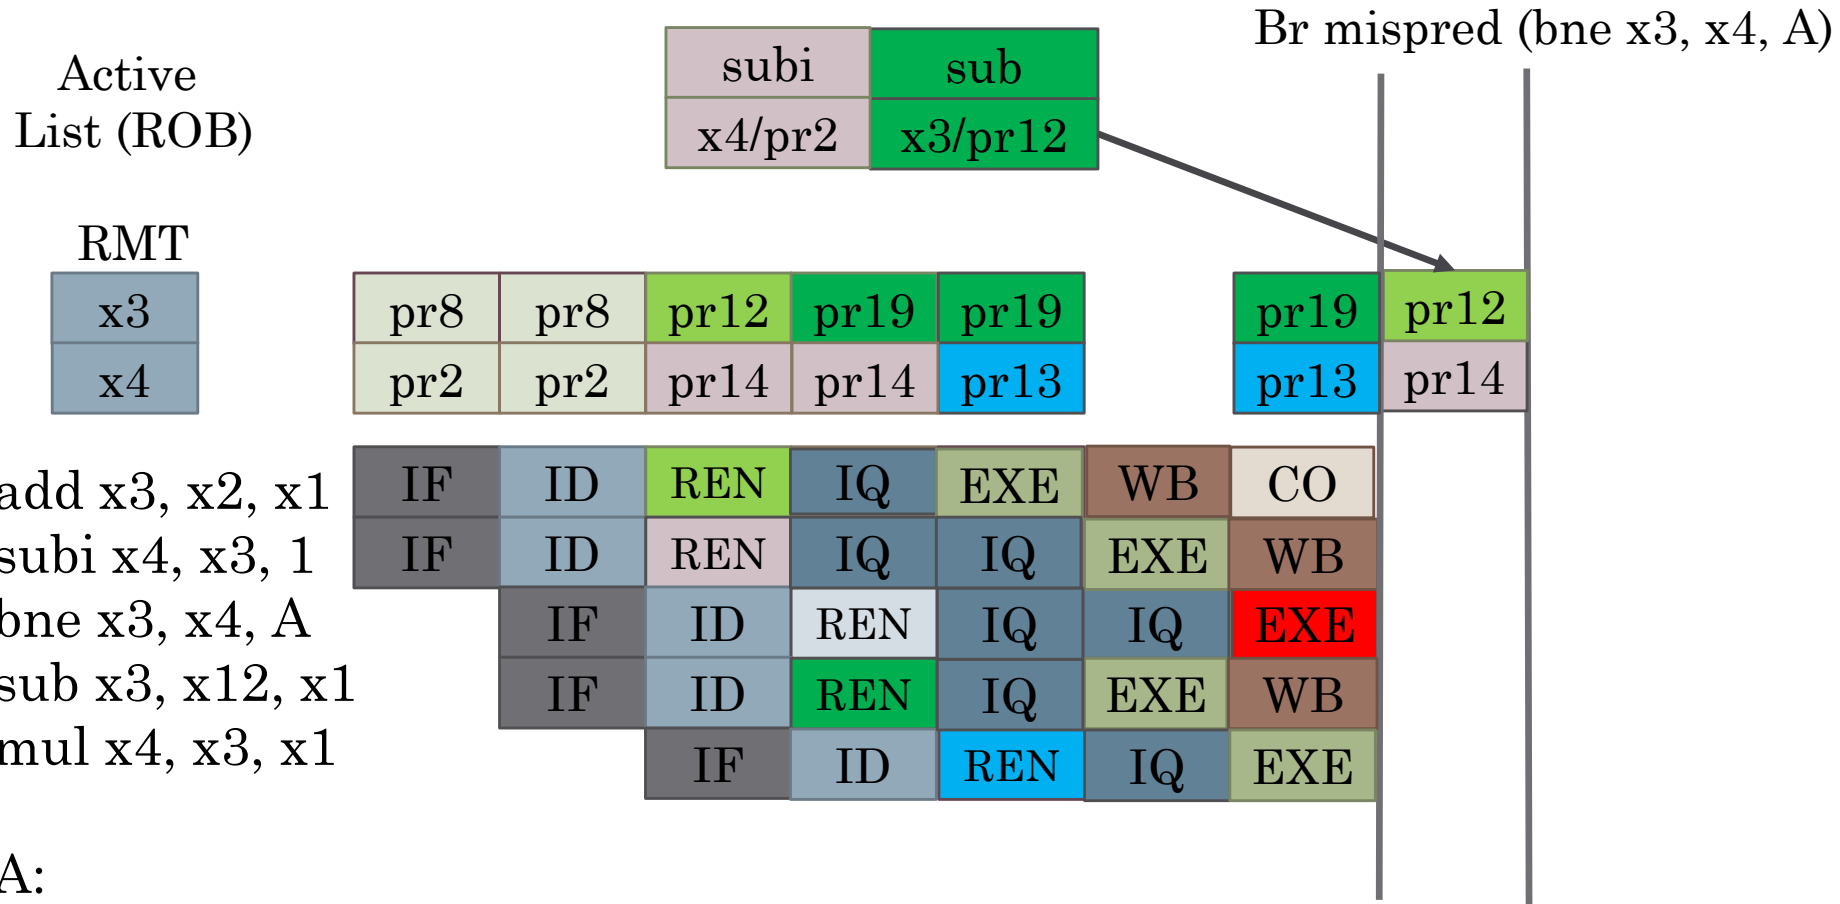 Br mispred (bne x3, x4, A)
Active
List (ROB)
subi sub
x4/pr2 x3/pr12
RMT
x3 pr8 pr8 pr12 pr19 pr19 pr19 pr12
x4 pr2 pr2 pr14 pr14 pr13 pr13 pr14
add x3, x2, x1 IF ID REN IQ EXE WB CO
subi x4, x3, 1 IF ID REN IQ IQ EXE WB
bne x3, x4, A IF ID REN IQ IQ EXE
sub x3, x12, x1 IF ID REN IQ EXE WB
mul x4, x3, x1 IF ID REN IQ EXE
A: